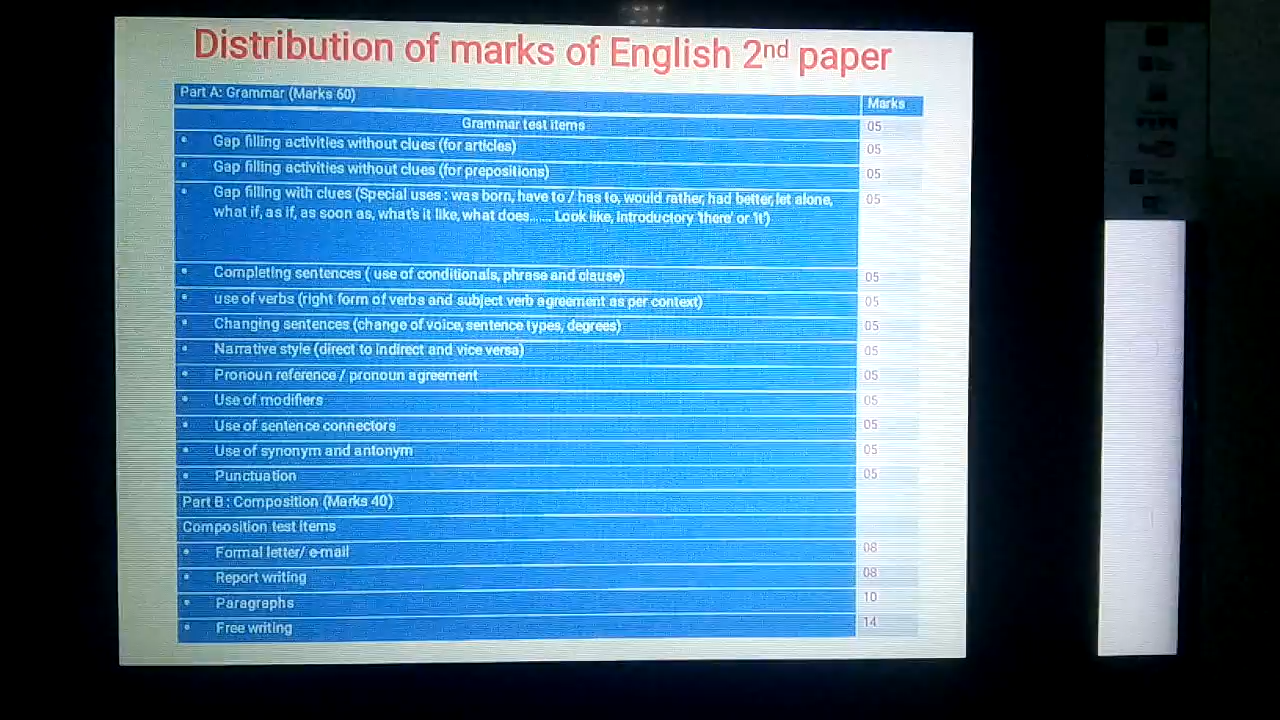 Distribution of marks of English 2nd paper
Part A: Grammar (Marks 60) Marks
Grammar test items 05
• Gap filling activities without clues (for articles) 05
• Gap filling activities without clues (for prepositions) 05
• Gap filling with clues (Special uses : was born, have to / has to, would rather, had better, let alone, 05
what if, as if, as soon as, what's it like, what does....... Look like, Introductory 'there' or 'it')
• Completing sentences ( use of conditionals, phrase and clause) 05
• use of verbs (right form of verbs and subject verb agreement as per context) 05
• Changing sentences (change of voice, sentence types, degrees) 05
• Narrative style (direct to indirect and vice versa) 05
• Pronoun reference / pronoun agreement 05
• Use of modifiers 05
• Use of sentence connectors 05
• Use of synonym and antonym 05
• Punctuation 05
Part B : Composition (Marks 40)
Composition test items
• Formal letter/ e-mail 08
• Report writing 08
• Paragraphs 10
• Free writing 14